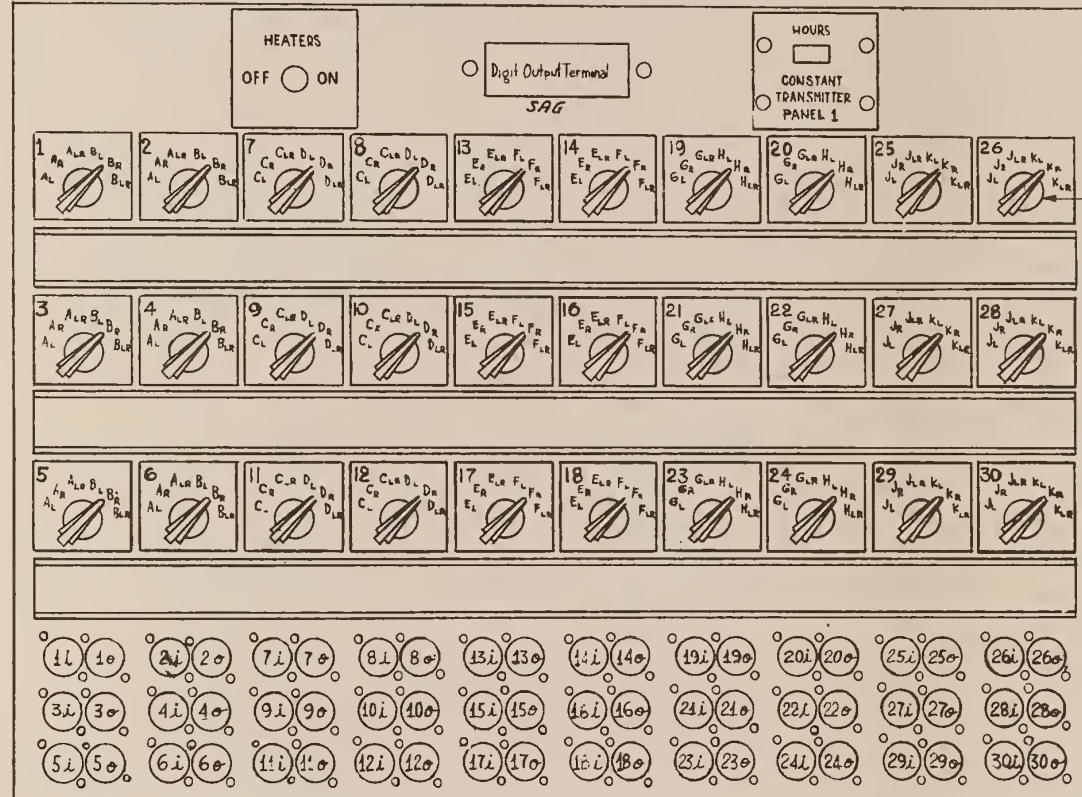 HEATERS
OFF ON
Digit Output Terminal
SAG
HOURS
CONSTANT
TRANSMITTER
PANEL 1
1 AL AR ALR BL BR BLR
2 AL AR ALR BL BR BLR
7 CL CR CLR DL DR DLR
8 CL CR CLR DL DR DLR
13 EL ER ELR FL FR FLR
14 EL ER ELR FL FR FLR
19 GL GR GLR HL HR HLR
20 GL GR GLR HL HR HLR
25 JL JR JLR KL KR KLR
26 JL JR JLR KL KR KLR
3 AL AR ALR BL BR BLR
4 AL AR ALR BL BR BLR
9 CL CR CLR DL DR DLR
10 CL CR CLR DL DR DLR
15 EL ER ELR FL FR FLR
16 EL ER ELR FL FR FLR
21 GL GR GLR HL HR HLR
22 GL GR GLR HL HR HLR
27 JL JR JLR KL KR KLR
28 JL JR JLR KL KR KLR
5 AL AR ALR BL BR BLR
6 AL AR ALR BL BR BLR
11 C- CR C-R DL DR DLR
12 C- CR CLR DL DR DLR
17 EL ER ELR FL FR FLR
18 EL ER ELR FL FR FLR
23 GL GR GLR HL HR HLR
24 GL GR GLR HL HR HLR
29 JL JR JLR KL KR KLR
30 JL JR JLR KL KR KLR
1i 1o 2i 2o 7i 7o 8i 8o 13i 13o 14i 14o 19i 19o 20i 20o 25i 25o 26i 26o
3i 3o 4i 4o 9i 9o 10i 10o 15i 15o 16i 16o 21i 21o 22i 22o 27i 27o 28i 28o
5i 5o 6i 6o 11i 11o 12i 12o 17i 17o 18i 18o 23i 23o 24i 24o 29i 29o 30i 30o